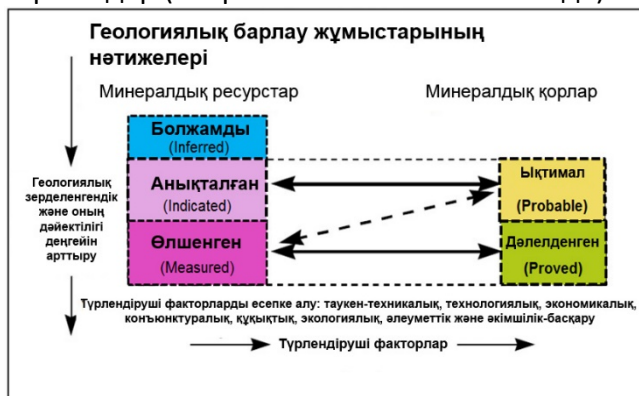 Геологиялық барлау жұмыстарының
нәтижелері
Минералдық ресурстар
Минералдық қорлар
Болжамды
(Inferred)
Анықталған
(Indicated)
Өлшенген
(Measured)
Ықтимал
(Probable)
Дәлелденген
(Proved)
Геологиялық
зерделенгендік
және оның
дәйектілігі
деңгейін
арттыру
Түрлендіруші факторларды есепке алу: таукен-техникалық, технологиялық, экономикалық,
конъюнктуралық, құқықтық, экологиялық, әлеуметтік және әкімшілік-басқару
Түрлендіруші факторлар